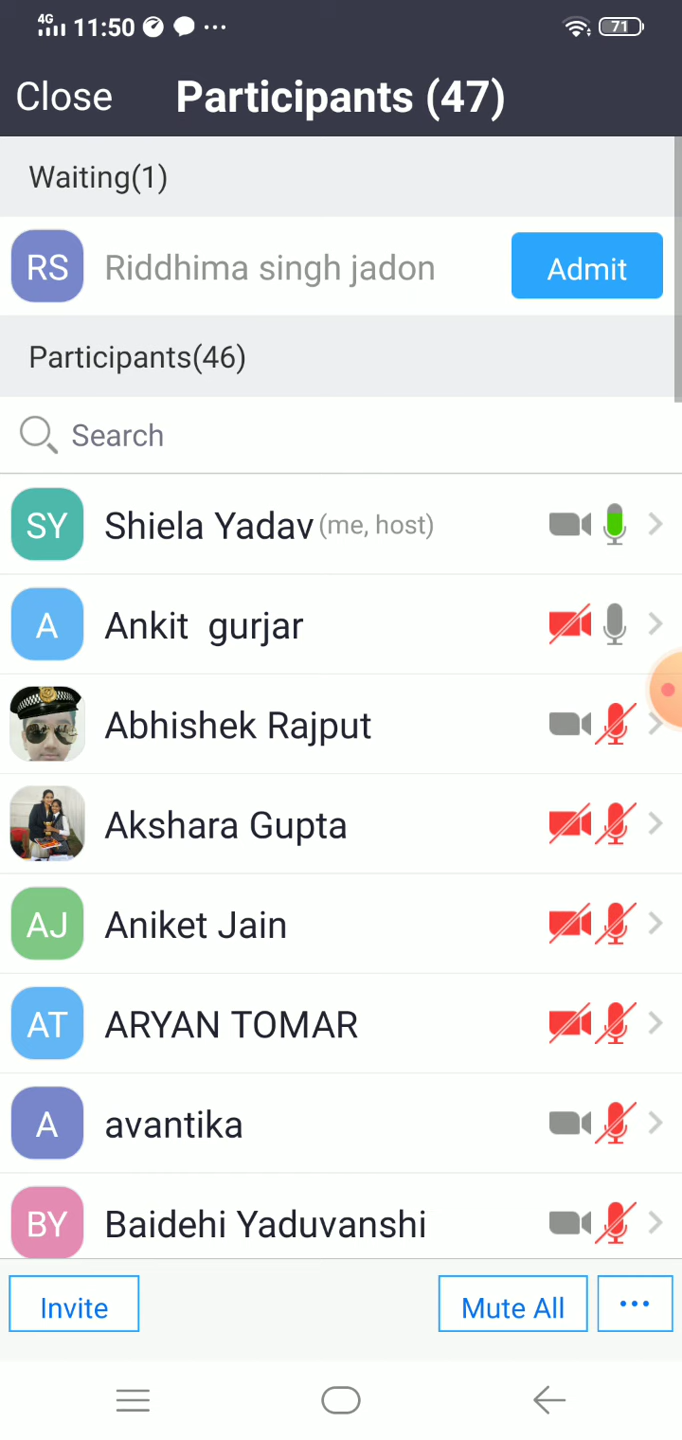 4G 11:50 ... 71
Close Participants (47)
Waiting(1)
RS Riddhima singh jadon Admit
Participants(46)
Search
SY Shiela Yadav (me, host)
A Ankit gurjar
Abhishek Rajput
Akshara Gupta
AJ Aniket Jain
AT ARYAN TOMAR
A avantika
BY Baidehi Yaduvanshi
Invite Mute All ...